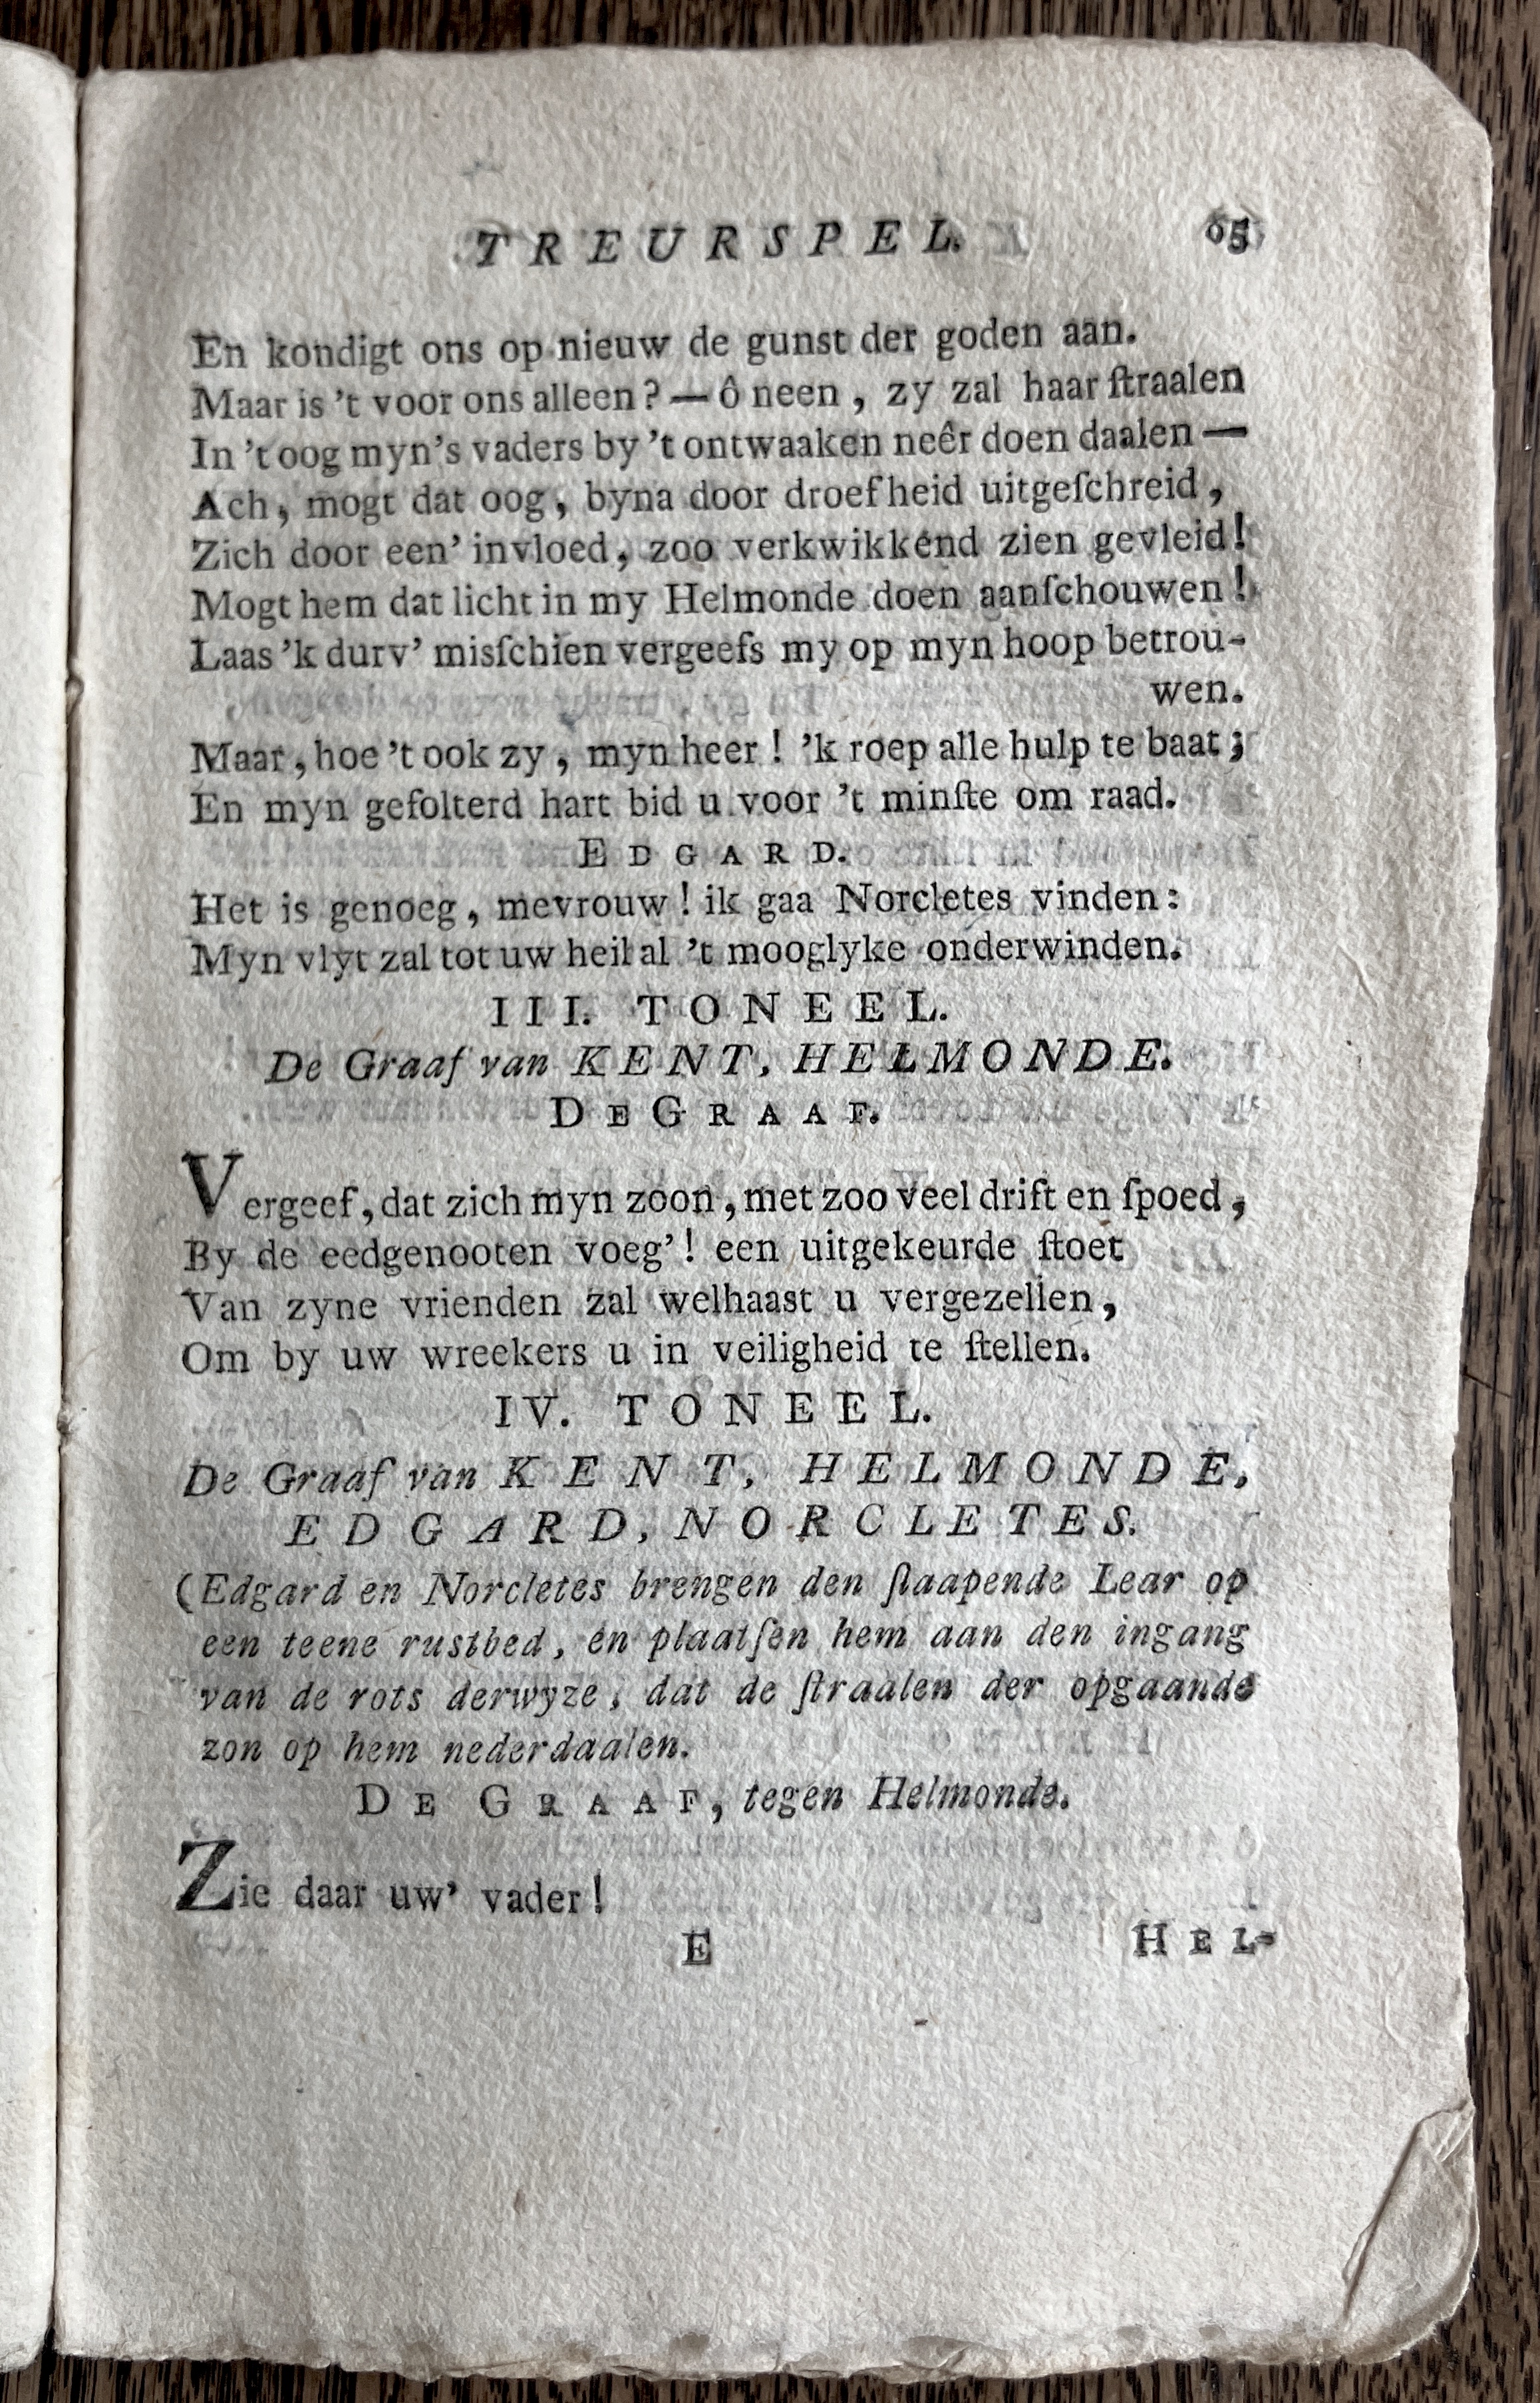 TREURSPEL. 65
En kondigt ons op nieuw de gunst der goden aan.
Maar is 't voor ons alleen? — ô neen, zy zal haar ſtraalen
In 't oog myn's vaders by 't ontwaaken neêr doen daalen —
Ach, mogt dat oog, byna door droefheid uitgeſchreid,
Zich door een' invloed, zoo verkwikkend zien gevleid!
Mogt hem dat licht in my Helmonde doen aanſchouwen!
Laas 'k durv' misſchien vergeefs my op myn hoop betrou-
wen.
Maar, hoe 't ook zy, myn heer! 'k roep alle hulp te baat;
En myn gefolterd hart bid u voor 't minſte om raad.
EDGARD.
Het is genoeg, mevrouw! ik gaa Norcletes vinden:
Myn vlyt zal tot uw heil al 't mooglyke onderwinden.
III. TONEEL.
De Graaf van KENT, HELMONDE.
DE GRAAF.
Vergeef, dat zich myn zoon, met zoo veel drift en ſpoed,
By de eedgenooten voeg'! een uitgekeurde ſtoet
Van zyne vrienden zal welhaast u vergezellen,
Om by uw wreekers u in veiligheid te ſtellen.
IV. TONEEL.
De Graaf van KENT, HELMONDE,
EDGARD, NORCLETES.
(Edgard en Norcletes brengen den ſlaapende Lear op
een teene rustbed, en plaatſen hem aan den ingang
van de rots derwyze, dat de ſtraalen der opgaande
zon op hem nederdaalen.
DE GRAAF, tegen Helmonde.
Zie daar uw' vader!
E HEL-